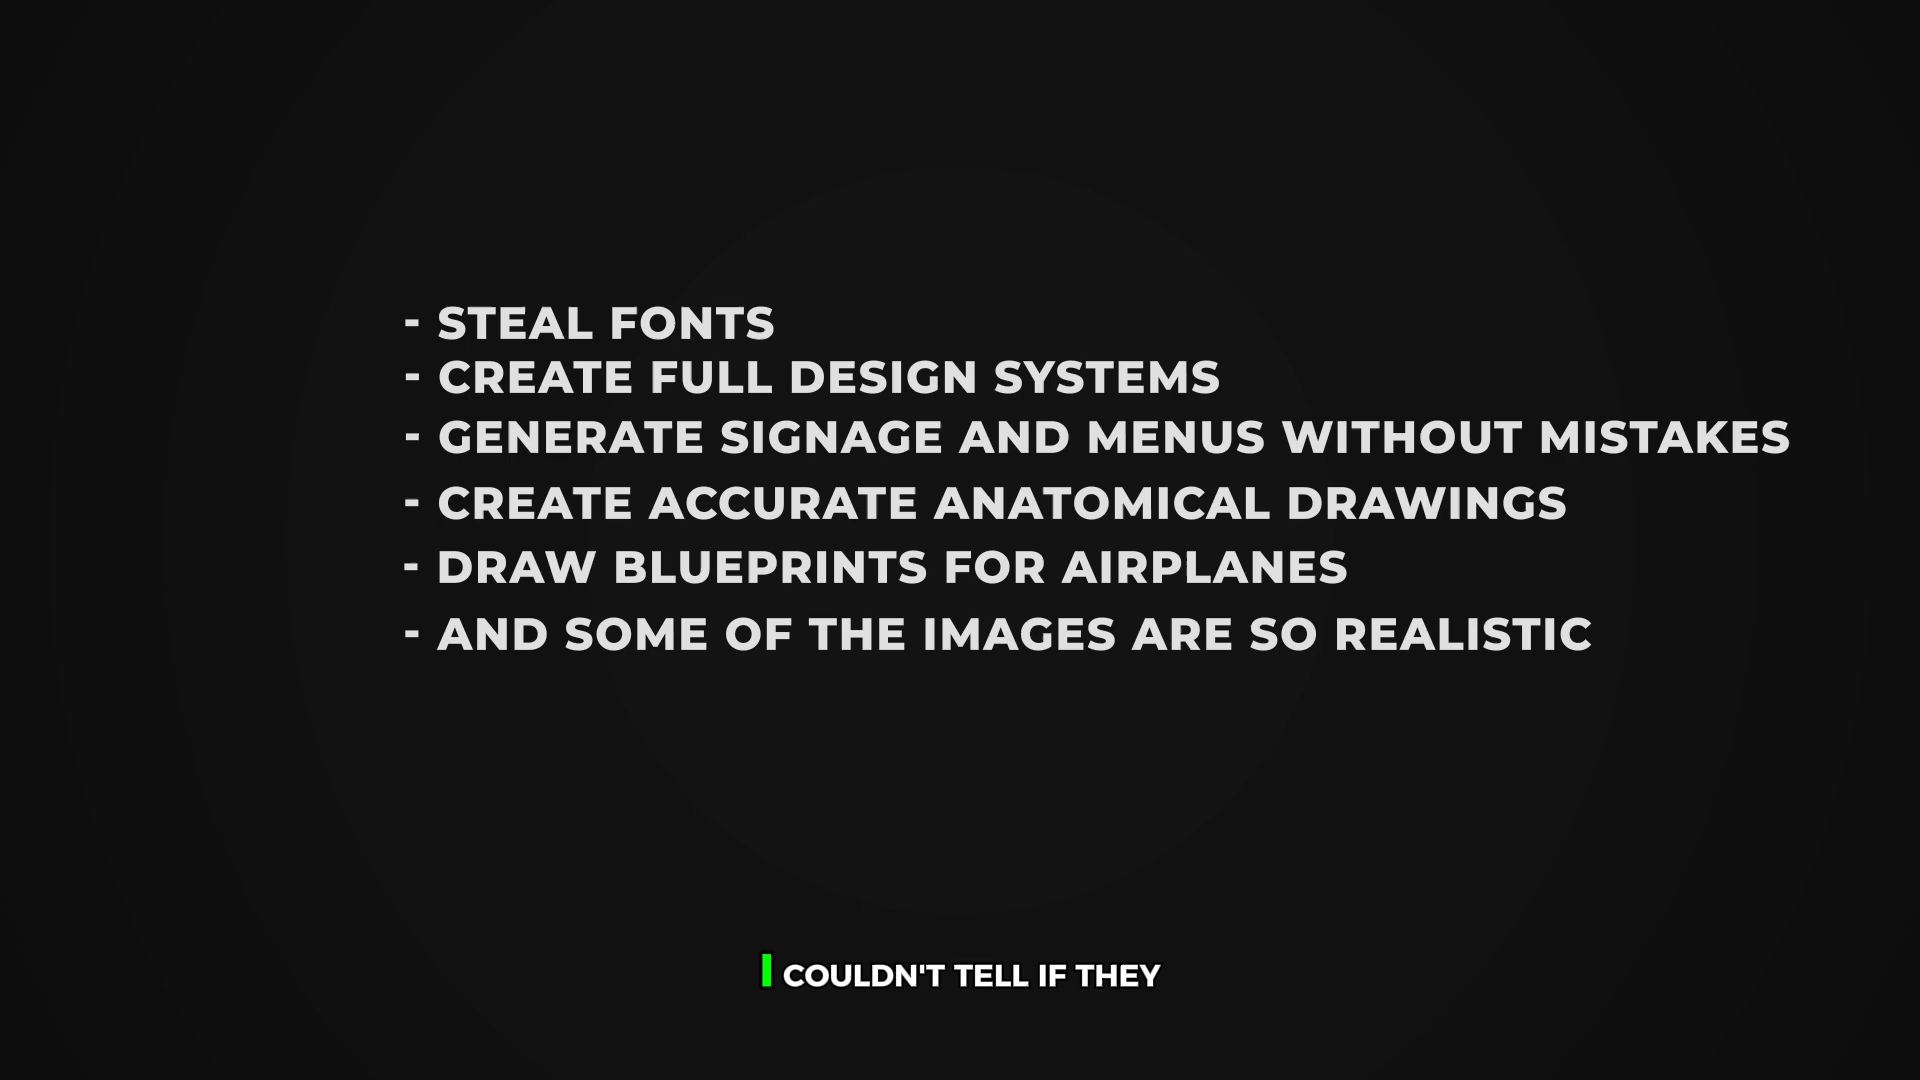 - STEAL FONTS
- CREATE FULL DESIGN SYSTEMS
- GENERATE SIGNAGE AND MENUS WITHOUT MISTAKES
- CREATE ACCURATE ANATOMICAL DRAWINGS
- DRAW BLUEPRINTS FOR AIRPLANES
- AND SOME OF THE IMAGES ARE SO REALISTIC
I COULDN'T TELL IF THEY